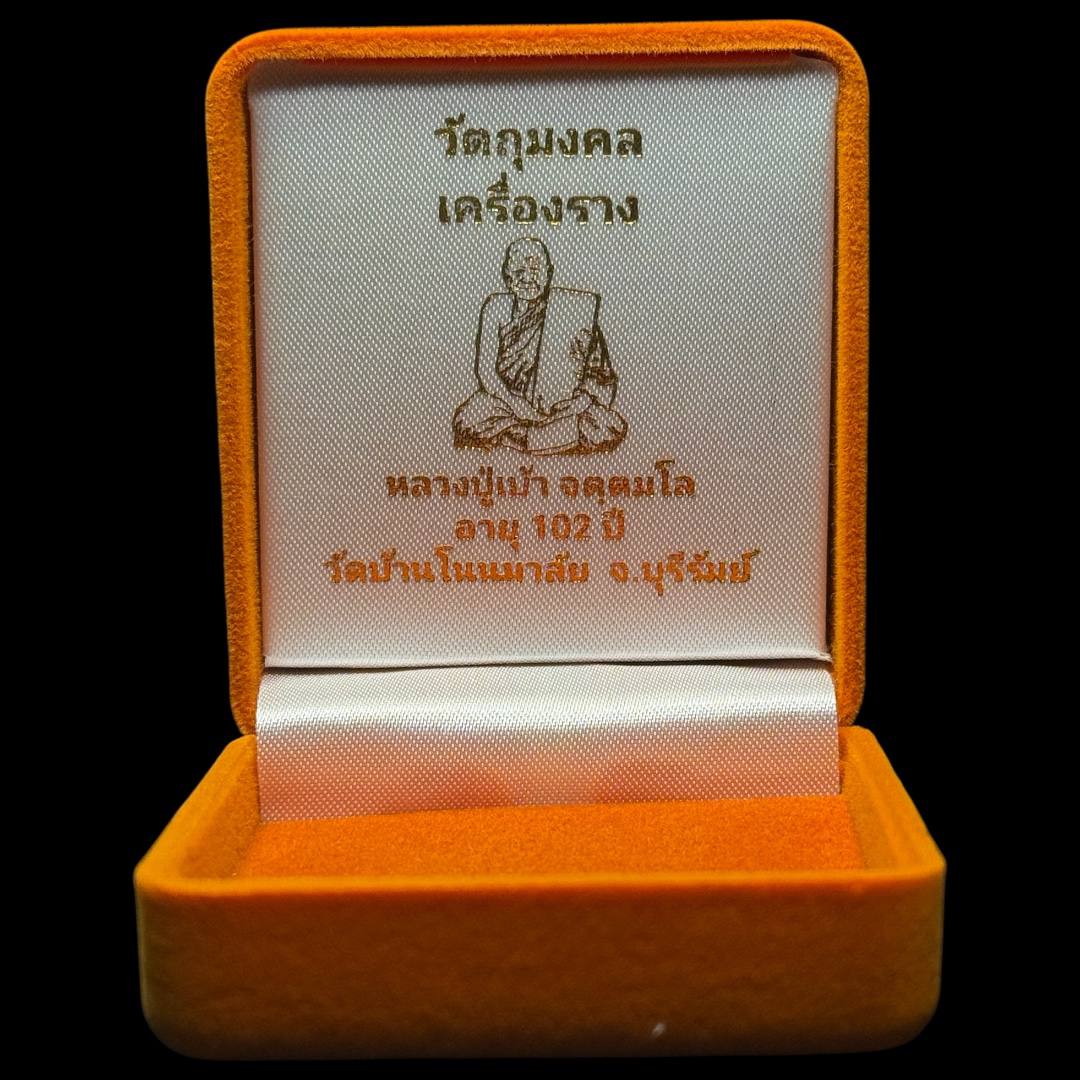 วัตถุมงคล
เครื่องราง
หลวงปู่เบ้า อตฺตมโล
อายุ 102 ปี
วัดบ้านโนนมาลัย จ.บุรีรัมย์